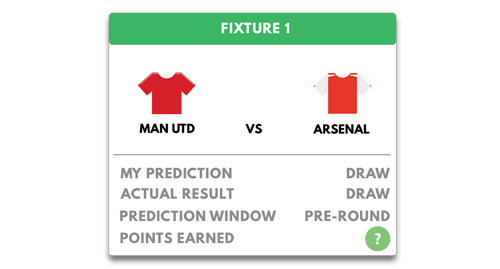 FIXTURE 1
MAN UTD VS ARSENAL
MY PREDICTION DRAW
ACTUAL RESULT DRAW
PREDICTION WINDOW PRE-ROUND
POINTS EARNED ?